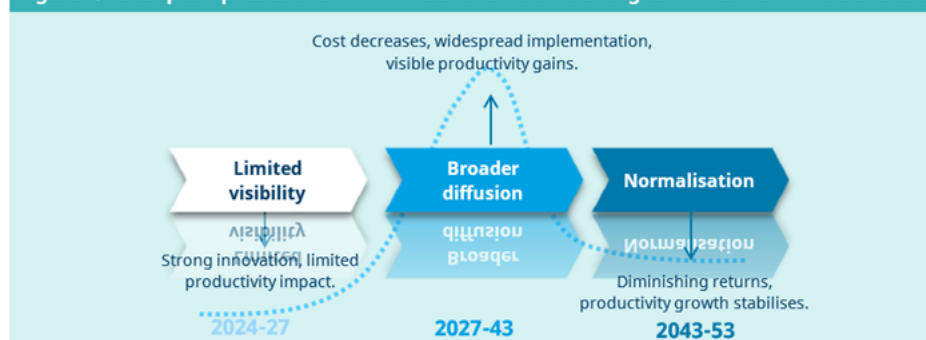 Cost decreases, widespread implementation,
visible productivity gains.
Limited
visibility
Broader
diffusion
Normalisation
Strong innovation, limited
productivity impact.
Diminishing returns,
productivity growth stabilises.
2024-27
2027-43
2043-53